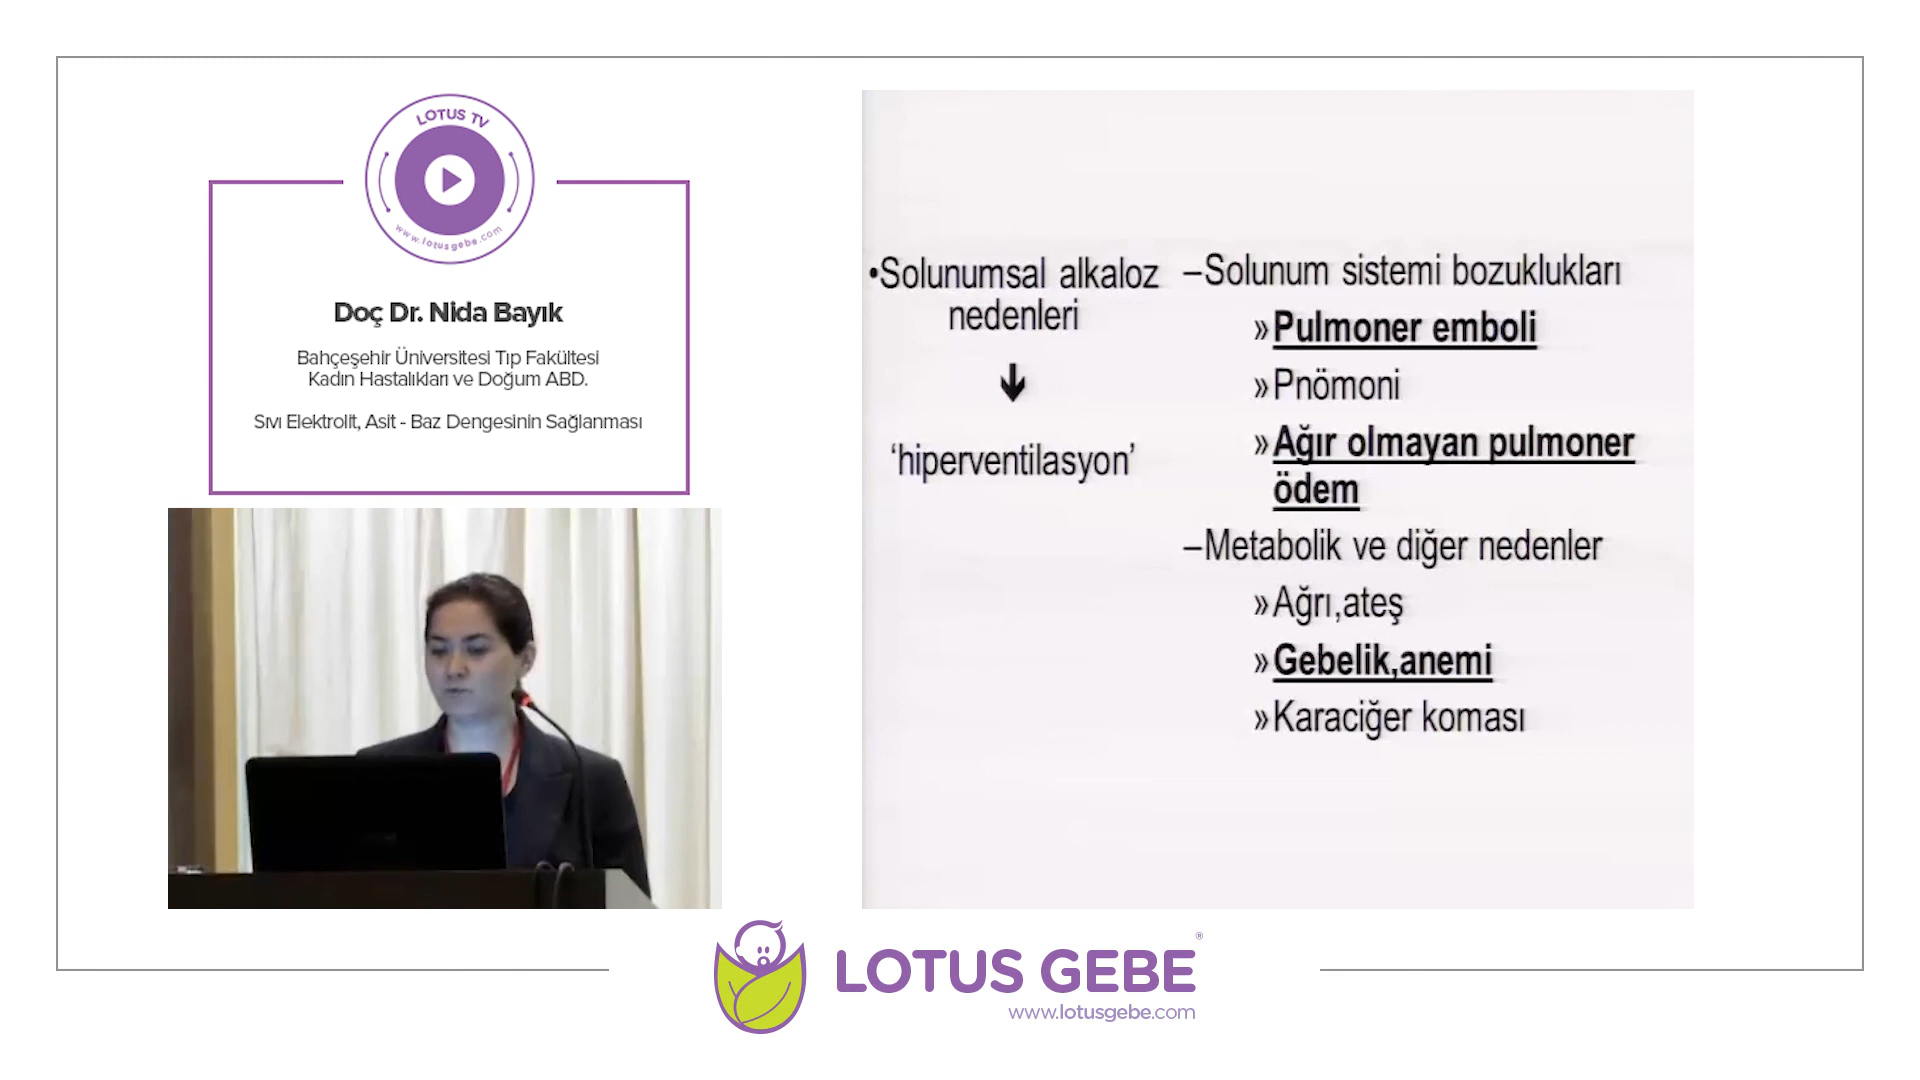 LOTUS TV
www.lotusgebe.com
Doç Dr. Nida Bayık
Bahçeşehir Üniversitesi Tıp Fakültesi
Kadın Hastalıkları ve Doğum ABD.
Sıvı Elektrolit, Asit - Baz Dengesinin Sağlanması
•Solunumsal alkaloz
nedenleri
‘hiperventilasyon’
–Solunum sistemi bozuklukları
»Pulmoner emboli
»Pnömoni
»Ağır olmayan pulmoner
ödem
–Metabolik ve diğer nedenler
»Ağrı,ateş
»Gebelik,anemi
»Karaciğer koması
LOTUS GEBE®
www.lotusgebe.com